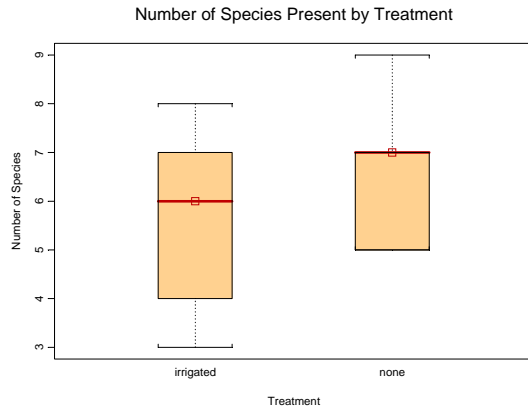 Number of Species Present by Treatment
9
8
7
6
5
4
3
Number of Species
irrigated none
Treatment